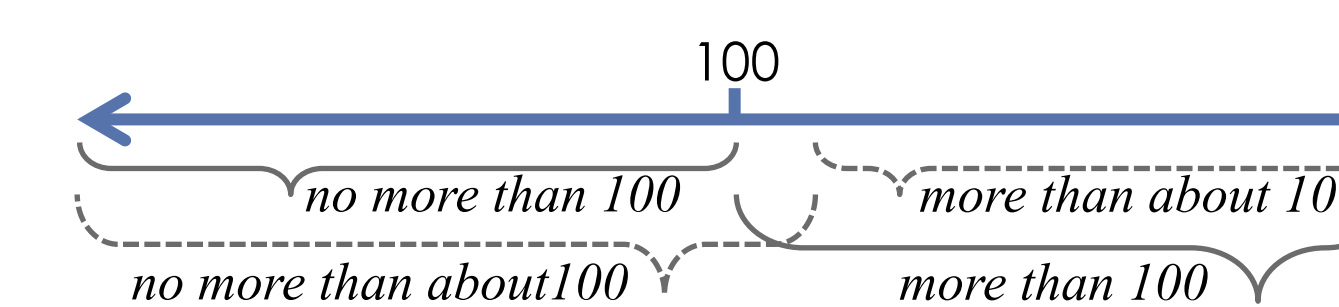 100
no more than 100
more than about 10
no more than about100
more than 100